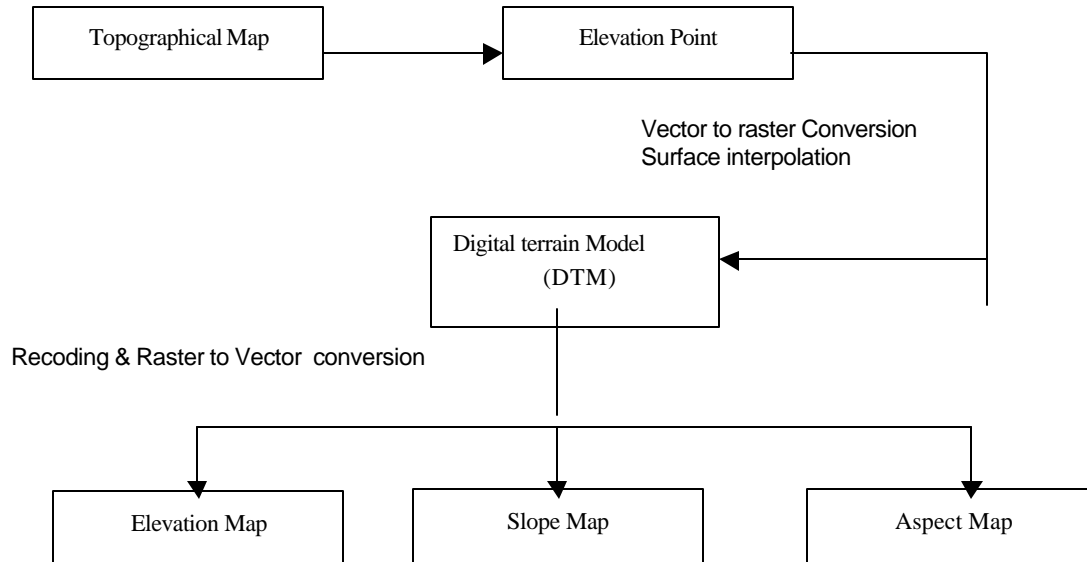 Topographical Map
Elevation Point
Vector to raster Conversion
Surface interpolation
Digital terrain Model
(DTM)
Recoding & Raster to Vector conversion
Elevation Map
Slope Map
Aspect Map